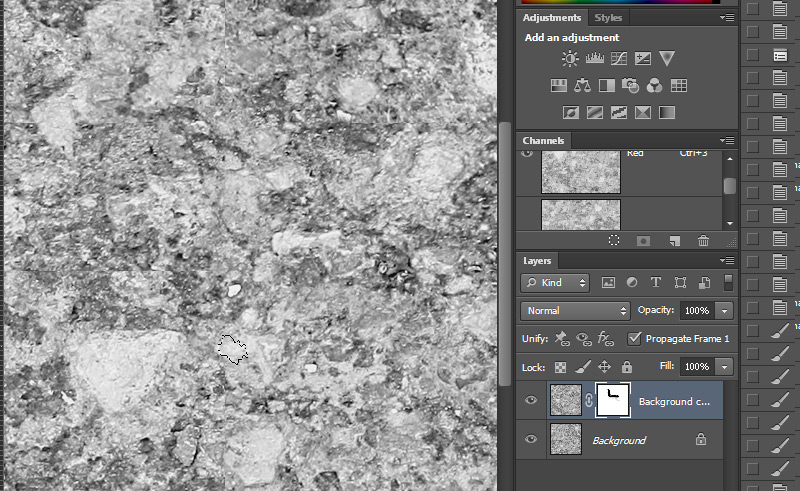 Adjustments Styles
Add an adjustment
Channels
Red Ctrl+3
Layers
Kind
Normal Opacity: 100%
Unify: Propagate Frame 1
Lock: Fill: 100%
Background c...
Background